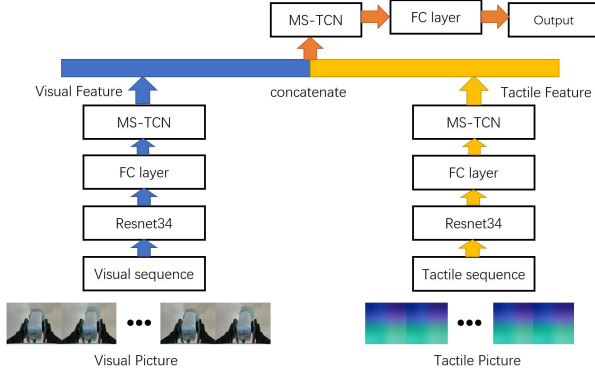 MS-TCN
FC layer
Output
Visual Feature
concatenate
Tactile Feature
MS-TCN
MS-TCN
FC layer
FC layer
Resnet34
Resnet34
Visual sequence
Tactile sequence
Visual Picture
Tactile Picture